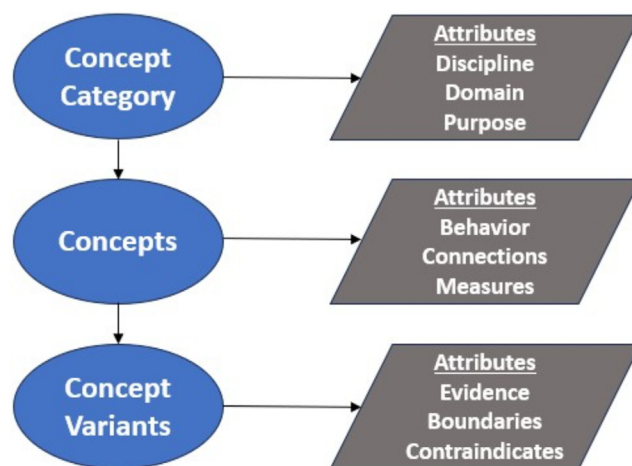 Concept
Category
Attributes
Discipline
Domain
Purpose
Concepts
Attributes
Behavior
Connections
Measures
Concept
Variants
Attributes
Evidence
Boundaries
Contraindicates